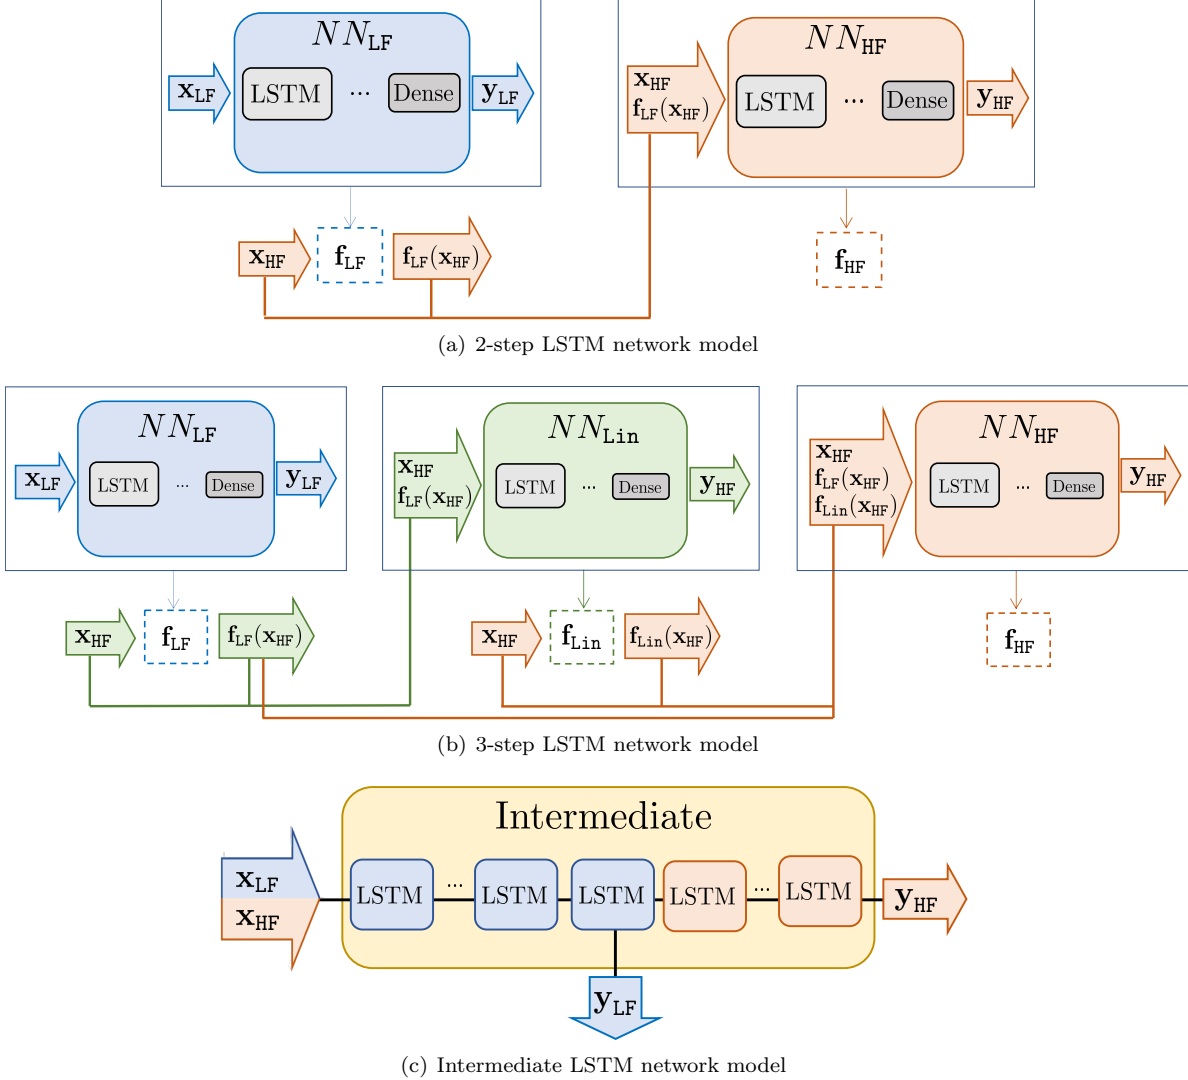 NN_LF
x_LF
LSTM ... Dense
y_LF
NN_HF
x_HF
f_LF(x_HF)
LSTM ... Dense
y_HF
x_HF
f_LF
f_LF(x_HF)
f_HF
(a) 2-step LSTM network model
NN_LF
x_LF
LSTM ... Dense
y_LF
NN_Lin
x_HF
f_LF(x_HF)
LSTM ... Dense
y_HF
NN_HF
x_HF
f_LF(x_HF)
f_Lin(x_HF)
LSTM ... Dense
y_HF
x_HF
f_LF
f_LF(x_HF)
x_HF
f_Lin
f_Lin(x_HF)
f_HF
(b) 3-step LSTM network model
Intermediate
x_LF
x_HF
LSTM ... LSTM LSTM LSTM ... LSTM
y_HF
y_LF
(c) Intermediate LSTM network model